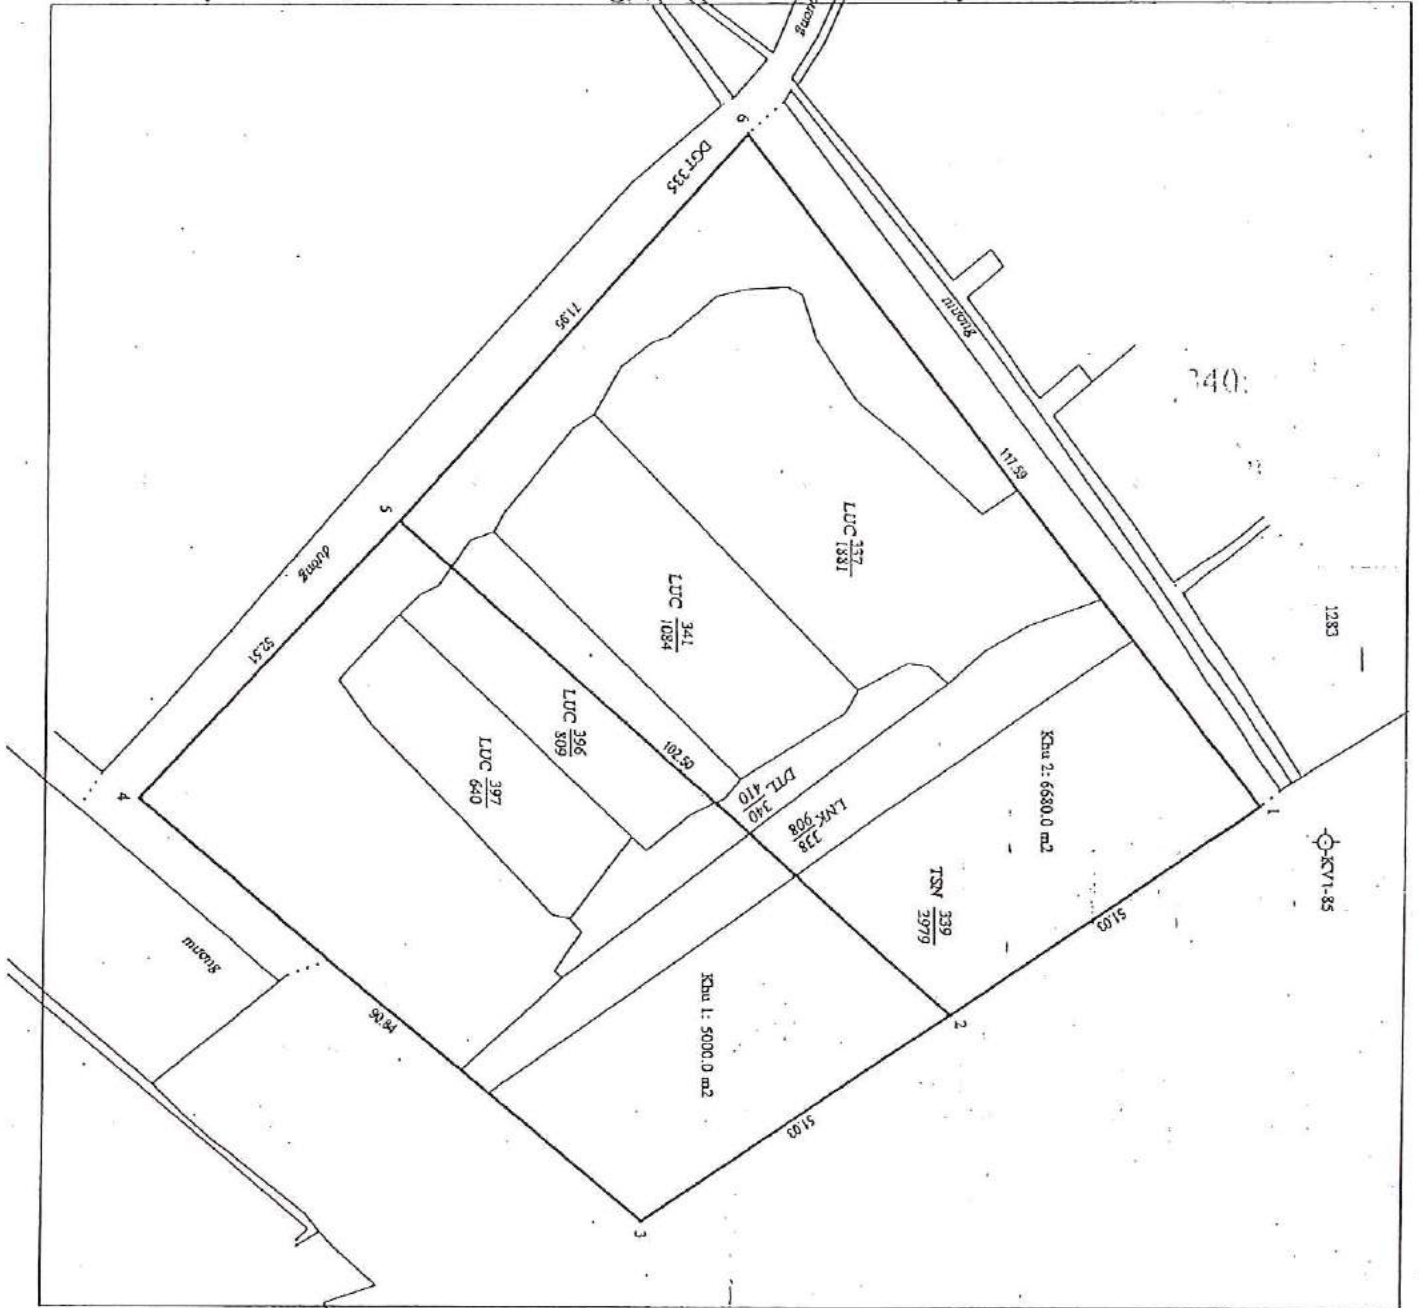 đường
6
DGT 335
71.95
mương
340
117.59
LUC 337
1881
1283
5
LUC 341
1084
đường
52.51
LUC 396
809
102.50
Khu 2: 6680.0 m2
LUC 397
640
DTL 340
410
LNK 338
908
1
KV1-85
4
TSN 339
2979
51.03
mương
Khu 1: 5000.0 m2
2
90.84
51.03
3